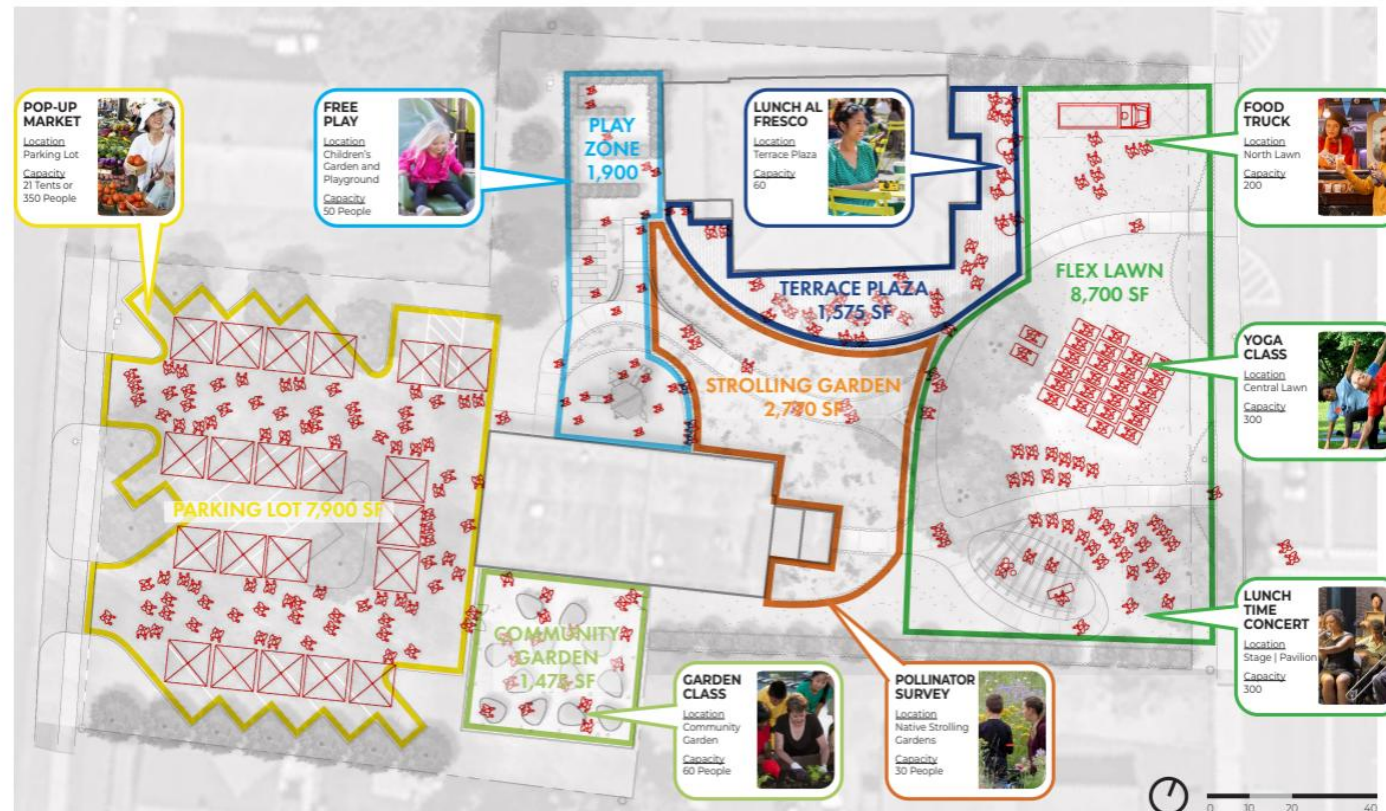 POP-UP
MARKET
Location
Parking Lot
Capacity
21 Tents or
350 People
FREE
PLAY
Location
Children's
Garden and
Playground
Capacity
50 People
PLAY
ZONE
1,900
LUNCH AL
FRESCO
Location
Terrace Plaza
Capacity
60
FOOD
TRUCK
Location
North Lawn
Capacity
200
TERRACE PLAZA
1,575 SF
FLEX LAWN
8,700 SF
STROLLING GARDEN
SF
YOGA
CLASS
Location
Central Lawn
Capacity
300
PARKING LOT 7,900 SF
COMMUNITY
GARDEN
1,475 SF
LUNCH
TIME
CONCERT
Location
Stage | Pavilion
Capacity
300
GARDEN
CLASS
Location
Community
Garden
Capacity
60 People
POLLINATOR
SURVEY
Location
Native Strolling
Gardens
Capacity
30 People
0 10 20 40